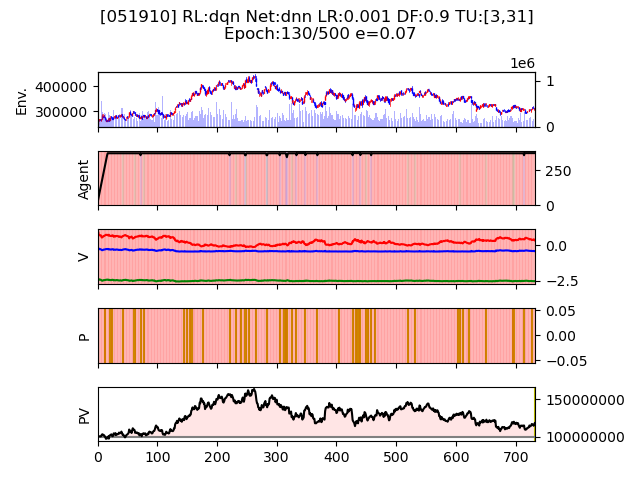 [051910] RL:dqn Net:dnn LR:0.001 DF:0.9 TU:[3,31]
Epoch:130/500 e=0.07
1e6
Env.
400000
300000
1
0
Agent
250
0
V
0.0
−2.5
P
0.05
0.00
−0.05
PV
150000000
100000000
0 100 200 300 400 500 600 700